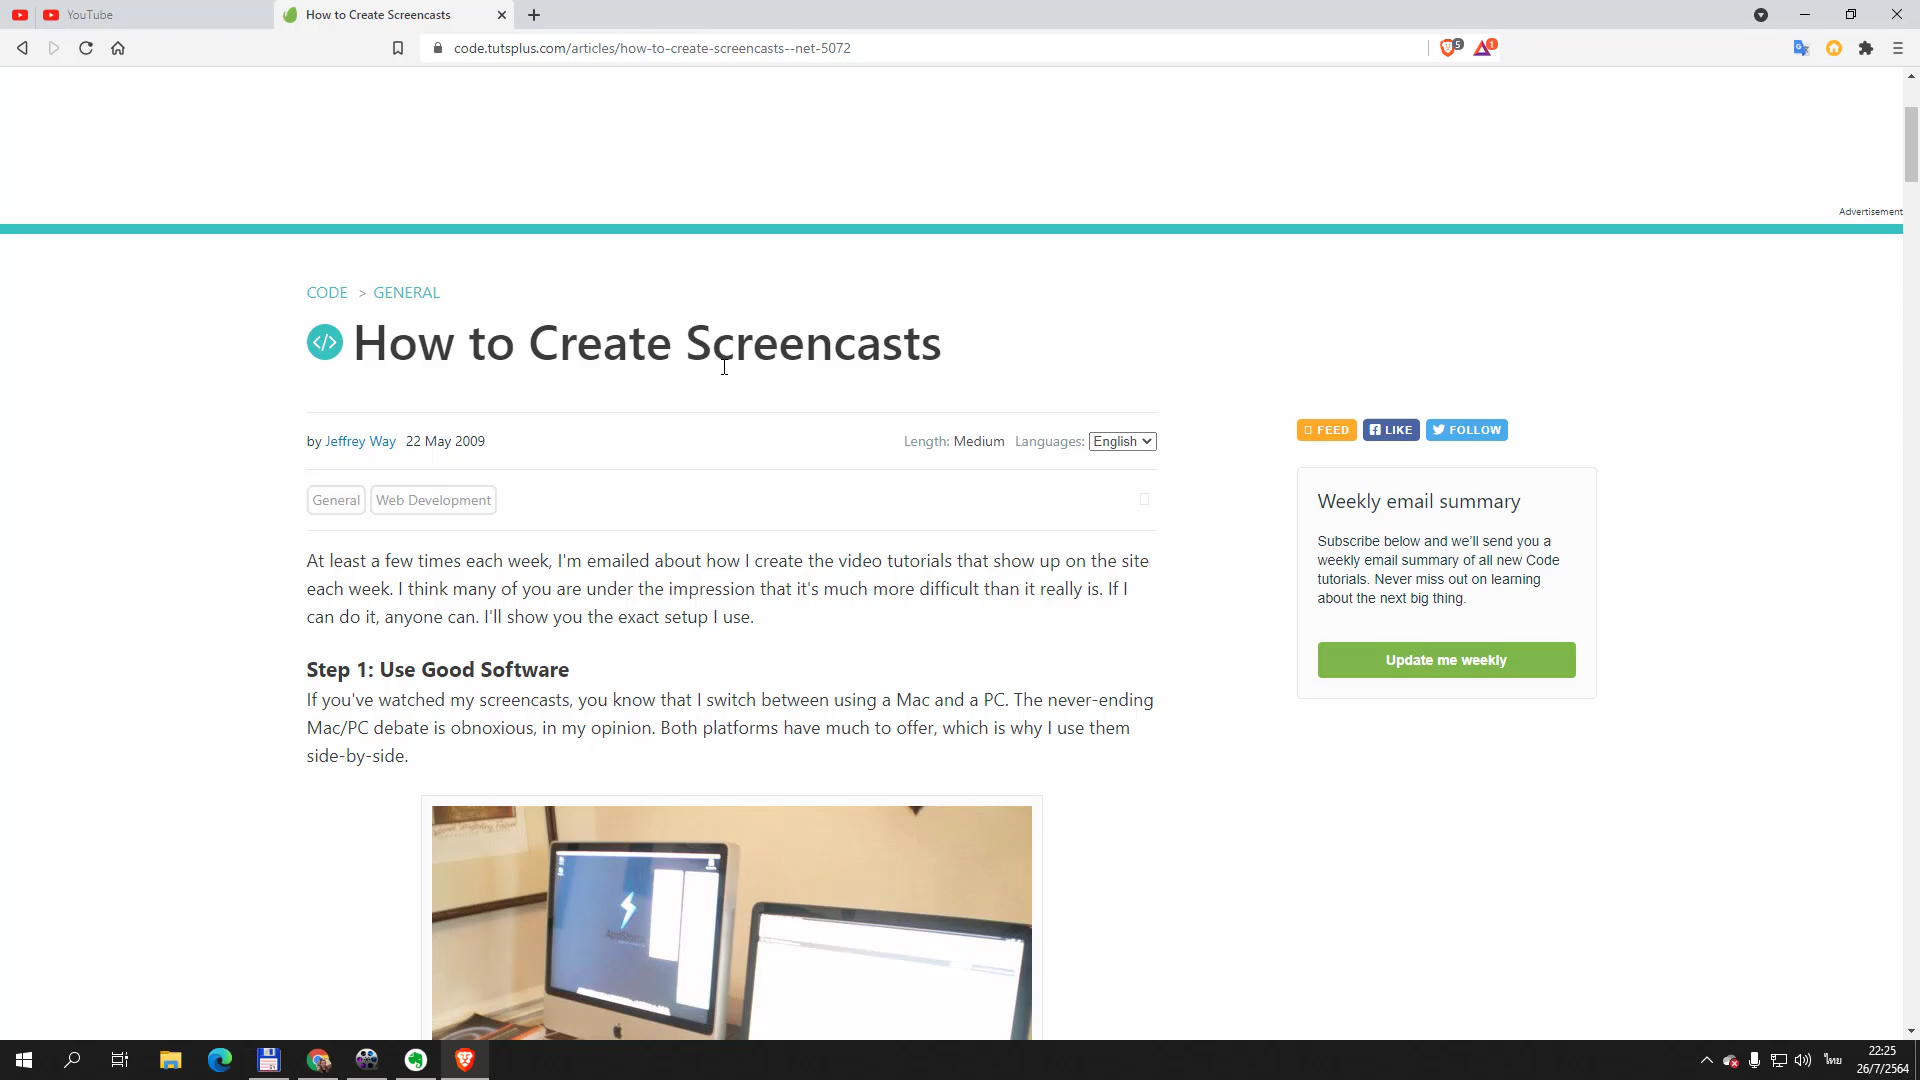 YouTube
How to Create Screencasts
code.tutsplus.com/articles/how-to-create-screencasts--net-5072
5
1
Advertisement
CODE > GENERAL
</> How to Create Screencasts
by Jeffrey Way 22 May 2009
Length: Medium Languages: English
General Web Development
At least a few times each week, I'm emailed about how I create the video tutorials that show up on the site
each week. I think many of you are under the impression that it's much more difficult than it really is. If I
can do it, anyone can. I'll show you the exact setup I use.
Step 1: Use Good Software
If you've watched my screencasts, you know that I switch between using a Mac and a PC. The never-ending
Mac/PC debate is obnoxious, in my opinion. Both platforms have much to offer, which is why I use them
side-by-side.
FEED LIKE FOLLOW
Weekly email summary
Subscribe below and we'll send you a
weekly email summary of all new Code
tutorials. Never miss out on learning
about the next big thing.
Update me weekly
ไทย
22:25
26/7/2564